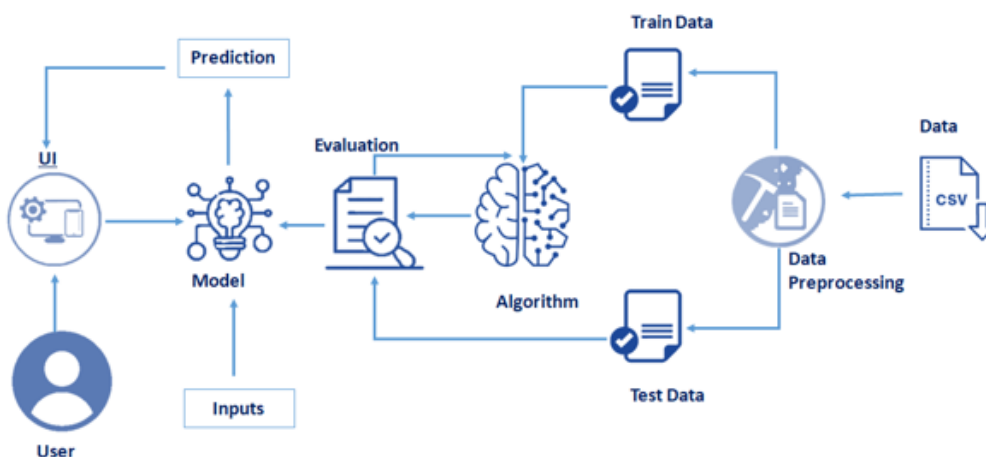 Train Data
Prediction
Data
Evaluation
UI
CSV
Model
Algorithm
Data
Preprocessing
Inputs
Test Data
User